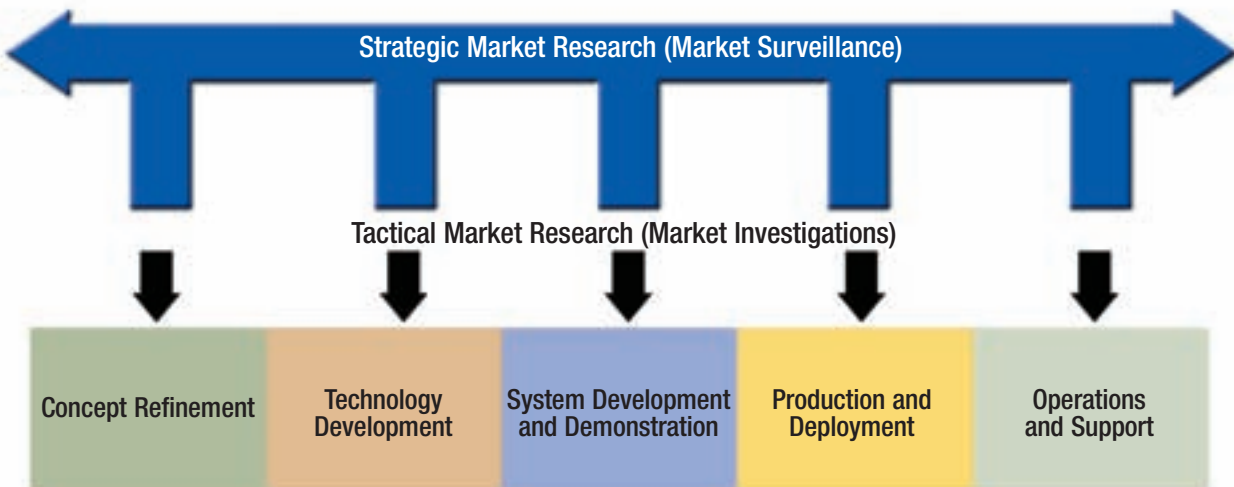 Strategic Market Research (Market Surveillance)
Tactical Market Research (Market Investigations)
Concept Refinement
Technology
Development
System Development
and Demonstration
Production and
Deployment
Operations
and Support